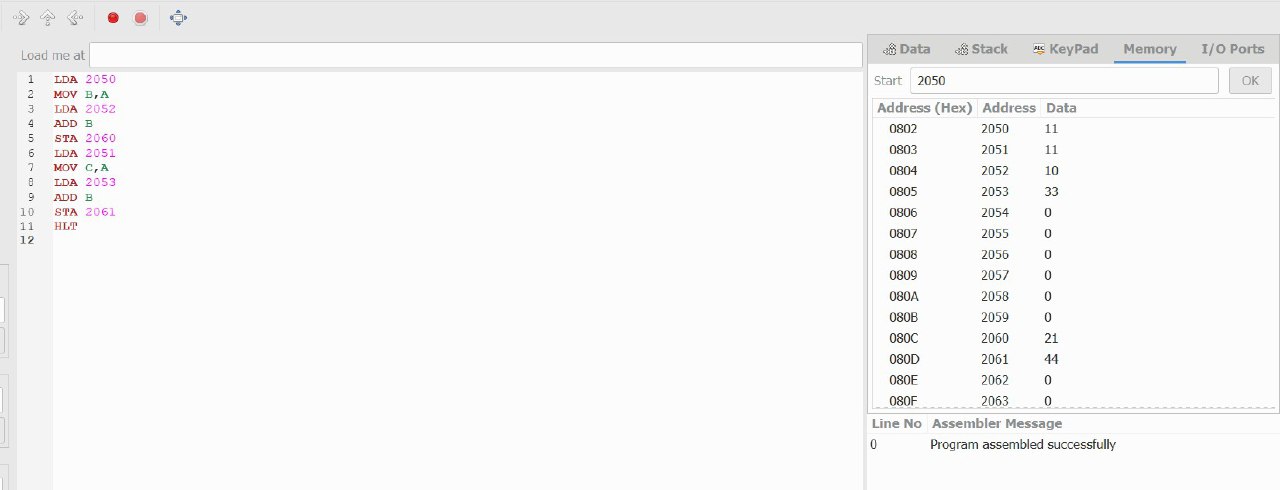 Load me at
1 LDA 2050
2 MOV B,A
3 LDA 2052
4 ADD B
5 STA 2060
6 LDA 2051
7 MOV C,A
8 LDA 2053
9 ADD B
10 STA 2061
11 HLT
12
Data Stack KeyPad Memory I/O Ports
Start 2050 OK
Address (Hex) Address Data
0802 2050 11
0803 2051 11
0804 2052 10
0805 2053 33
0806 2054 0
0807 2055 0
0808 2056 0
0809 2057 0
080A 2058 0
080B 2059 0
080C 2060 21
080D 2061 44
080E 2062 0
080F 2063 0
Line No Assembler Message
0 Program assembled successfully